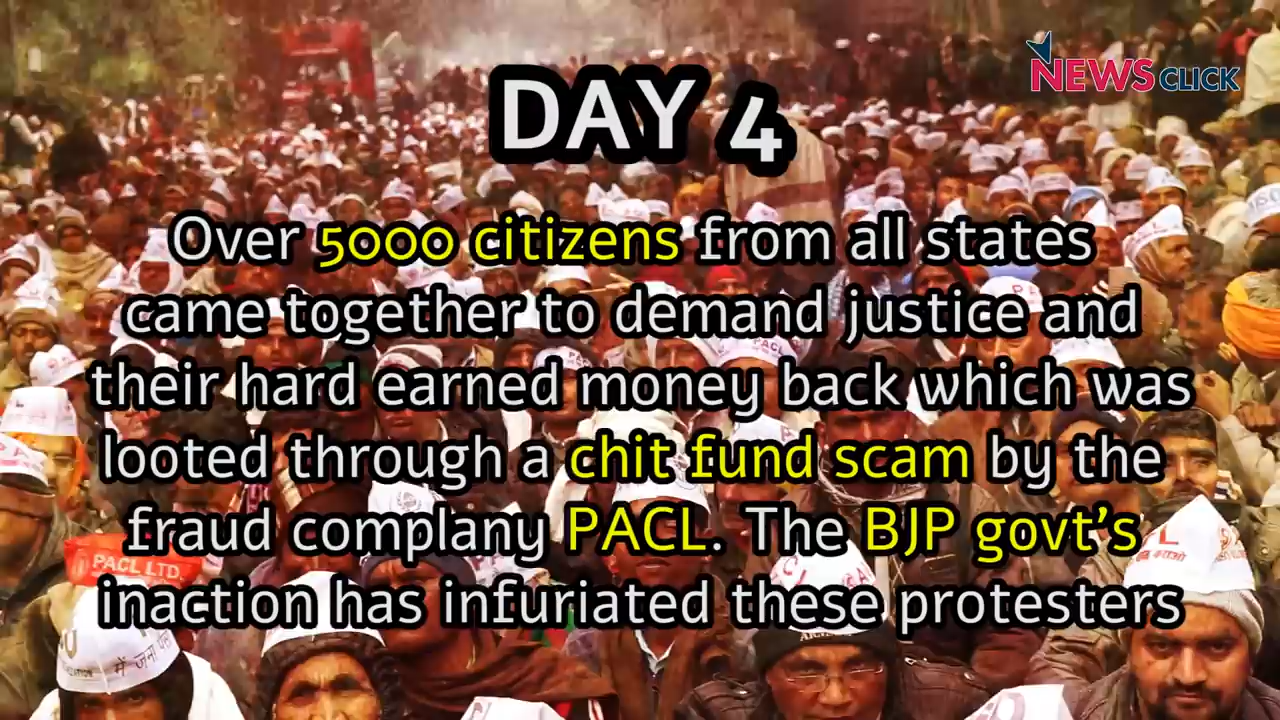 NEWSCLICK
DAY 4
Over 5000 citizens from all states
came together to demand justice and
their hard earned money back which was
looted through a chit fund scam by the
fraud complany PACL. The BJP govt's
inaction has infuriated these protesters
PACL LTD.